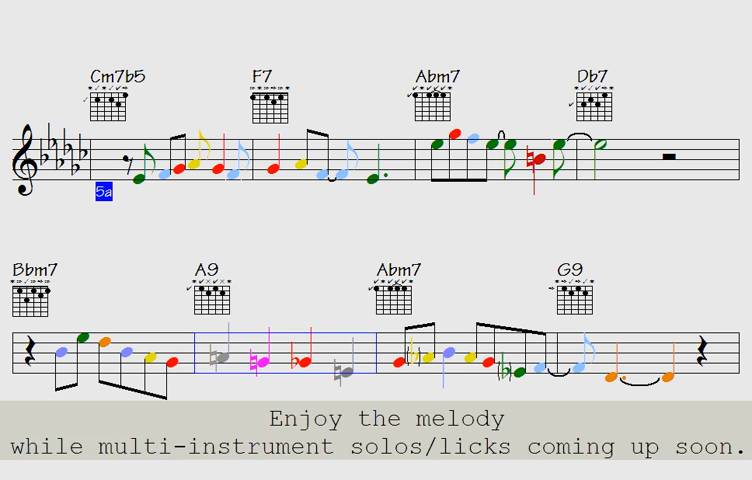 Cm7b5 F7 Abm7 Db7
5a
Bbm7 A9 Abm7 G9
Enjoy the melody
while multi-instrument solos/licks coming up soon.